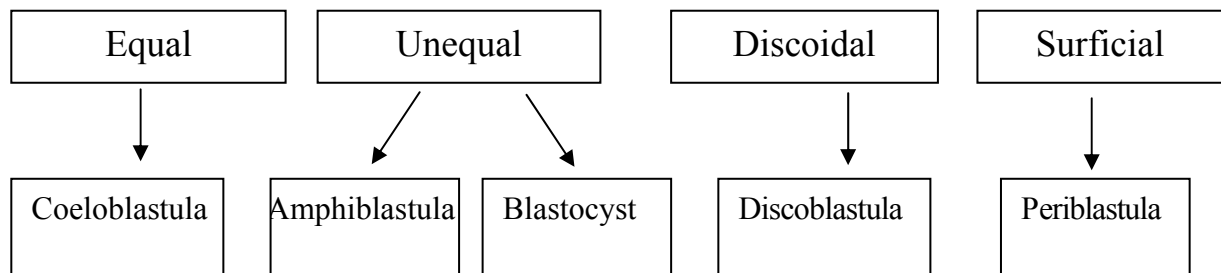 Equal Unequal Discoidal Surficial
Coeloblastula Amphiblastula Blastocyst Discoblastula Periblastula